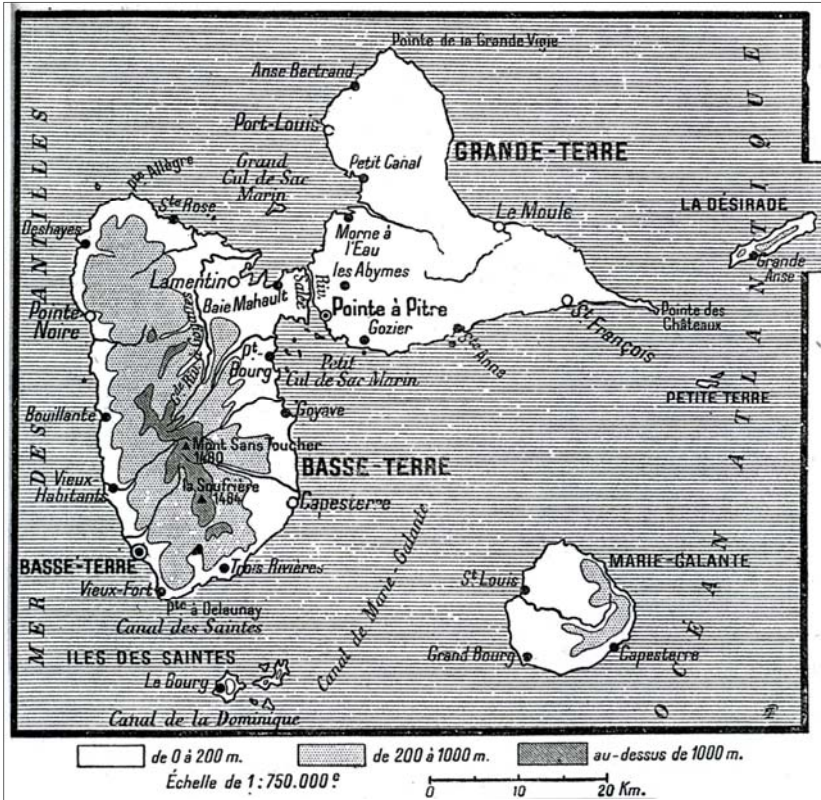 Pointe de la Grande Vigie
Anse Bertrand
Port-Louis
GRANDE-TERRE
Petit Canal
Grand
Cul de Sac
Marin
pte Allègre
Ste Rose
Deshayes
Morne à
l'Eau
les Abymes
Le Moule
LA DÉSIRADE
Grande
Anse
Lamentin
Baie Mahault
Riv.
Salée
Pointe
Noire
Pointe à Pitre
Gozier
Ste Anne
St François
Pointe des
Châteaux
Pt-
Bourg
Petit
Cul de Sac Marin
PETITE TERRE
Bouillante
Goyave
Mont Sans Toucher
1480
BASSE-TERRE
Vieux-
Habitants
la Soufrière
1484
Capesterre
BASSE-TERRE
Trois Rivières
Vieux-Fort
pte à Delaunay
Canal des Saintes
Canal de Marie-Galante
MARIE-GALANTE
St Louis
Grand Bourg
Capesterre
ILES DES SAINTES
Le Bourg
Canal de la Dominique
MER DES ANTILLES
OCÉAN ATLANTIQUE
de 0 à 200 m.
de 200 à 1000 m.
au-dessus de 1000 m.
Échelle de 1:750.000e
0 10 20 Km.